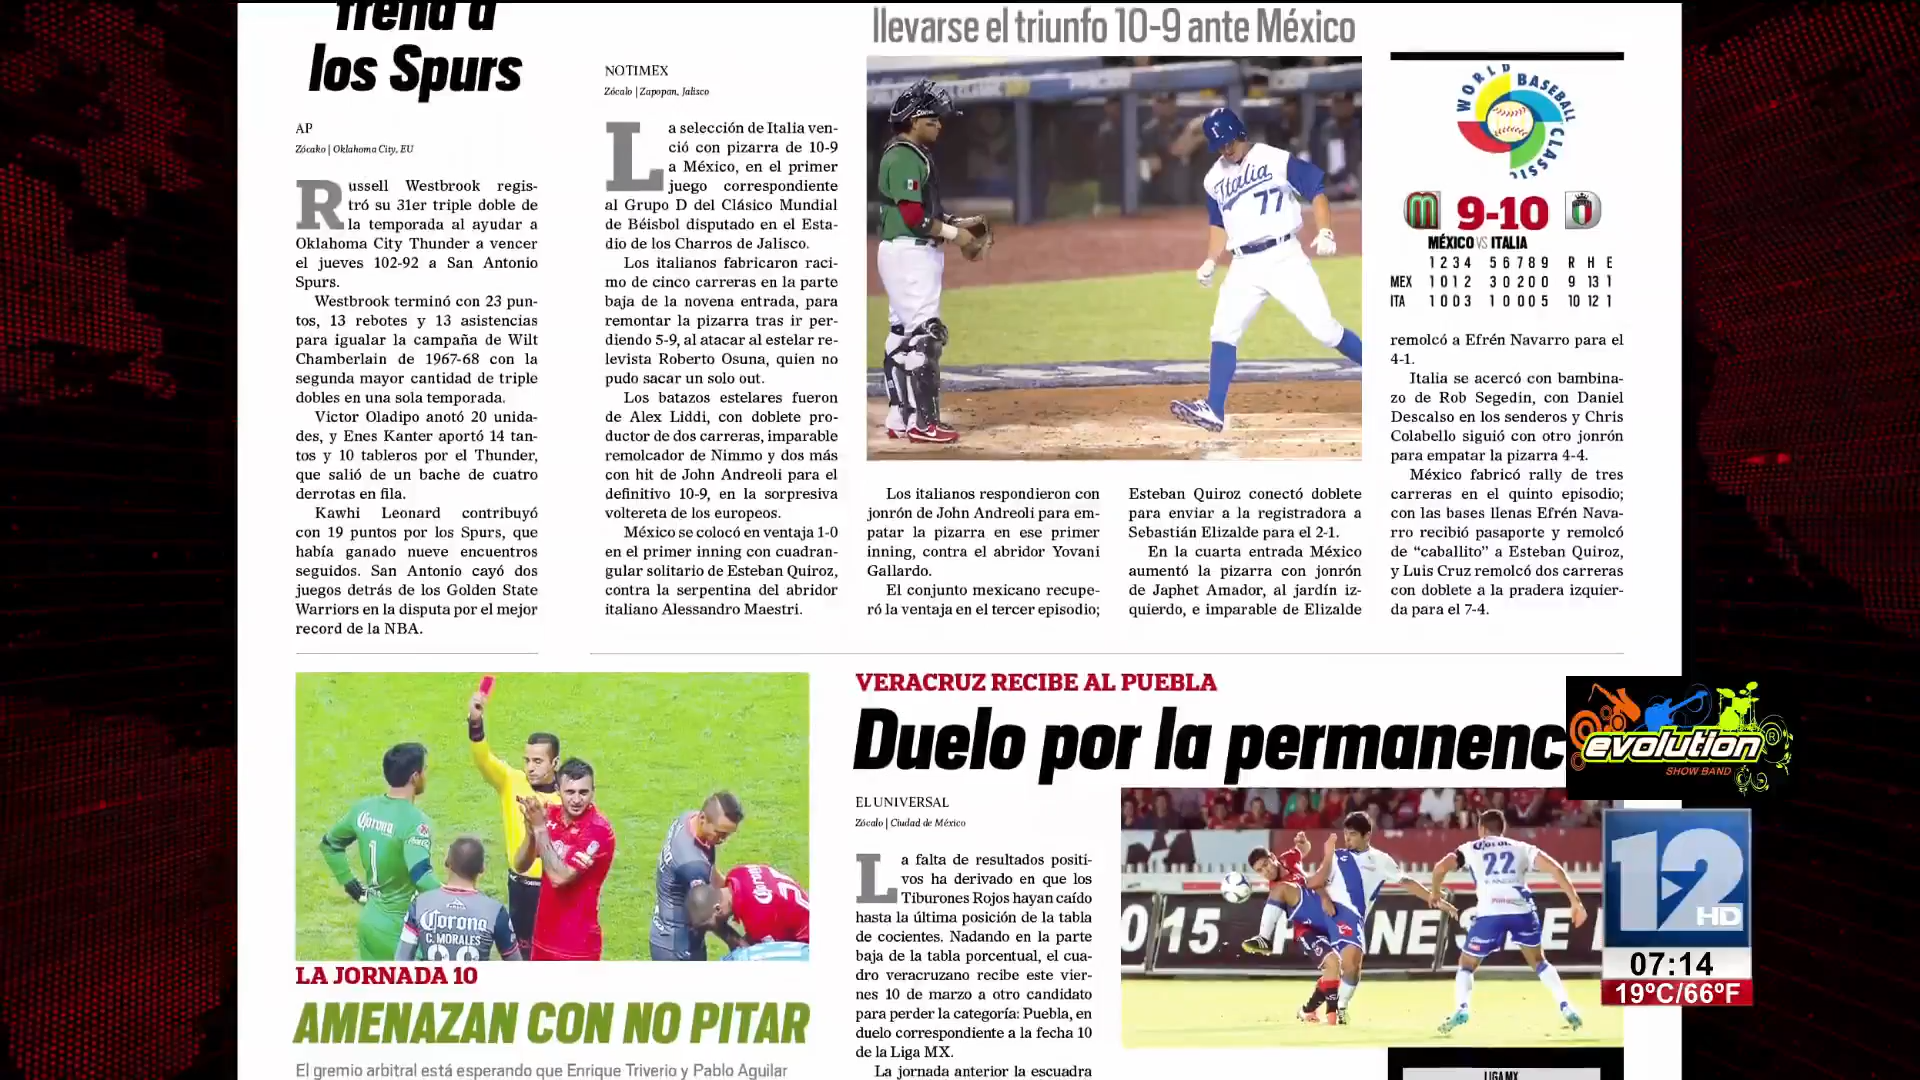 frena a
los Spurs
AP
Zócako | Oklahoma City, EU
Russell Westbrook regis-
tró su 31er triple doble de
la temporada al ayudar a
Oklahoma City Thunder a vencer
el jueves 102-92 a San Antonio
Spurs.
Westbrook terminó con 23 pun-
tos, 13 rebotes y 13 asistencias
para igualar la campaña de Wilt
Chamberlain de 1967-68 con la
segunda mayor cantidad de triple
dobles en una sola temporada.
Victor Oladipo anotó 20 unida-
des, y Enes Kanter aportó 14 tan-
tos y 10 tableros por el Thunder,
que salió de un bache de cuatro
derrotas en fila.
Kawhi Leonard contribuyó
con 19 puntos por los Spurs, que
había ganado nueve encuentros
seguidos. San Antonio cayó dos
juegos detrás de los Golden State
Warriors en la disputa por el mejor
record de la NBA.
llevarse el triunfo 10-9 ante México
NOTIMEX
Zócalo | Zapopan, Jalisco
La selección de Italia ven-
ció con pizarra de 10-9
a México, en el primer
juego correspondiente
al Grupo D del Clásico Mundial
de Béisbol disputado en el Esta-
dio de los Charros de Jalisco.
Los italianos fabricaron raci-
mo de cinco carreras en la parte
baja de la novena entrada, para
remontar la pizarra tras ir per-
diendo 5-9, al atacar al estelar re-
levista Roberto Osuna, quien no
pudo sacar un solo out.
Los batazos estelares fueron
de Alex Liddi, con doblete pro-
ductor de dos carreras, imparable
remolcador de Nimmo y dos más
con hit de John Andreoli para el
definitivo 10-9, en la sorpresiva
voltereta de los europeos.
México se colocó en ventaja 1-0
en el primer inning con cuadran-
gular solitario de Esteban Quiroz,
contra la serpentina del abridor
italiano Alessandro Maestri.
Italia
77
Los italianos respondieron con
jonrón de John Andreoli para em-
patar la pizarra en ese primer
inning, contra el abridor Yovani
Gallardo.
El conjunto mexicano recupe-
ró la ventaja en el tercer episodio;
Esteban Quiroz conectó doblete
para enviar a la registradora a
Sebastián Elizalde para el 2-1.
En la cuarta entrada México
aumentó la pizarra con jonrón
de Japhet Amador, al jardín iz-
quierdo, e imparable de Elizalde
WORLD BASEBALL CLASSIC
9-10
MÉXICO VS ITALIA
1 2 3 4 5 6 7 8 9 R H E
MEX 1 0 1 2 3 0 2 0 0 9 13 1
ITA 1 0 0 3 1 0 0 0 5 10 12 1
remolcó a Efrén Navarro para el
4-1.
Italia se acercó con bambina-
zo de Rob Segedin, con Daniel
Descalso en los senderos y Chris
Colabello siguió con otro jonrón
para empatar la pizarra 4-4.
México fabricó rally de tres
carreras en el quinto episodio;
con las bases llenas Efrén Nava-
rro recibió pasaporte y remolcó
de “caballito” a Esteban Quiroz,
y Luis Cruz remolcó dos carreras
con doblete a la pradera izquier-
da para el 7-4.
Corona
1
Corona
C. MORALES
Corona
LA JORNADA 10
AMENAZAN CON NO PITAR
El gremio arbitral está esperando que Enrique Triverio y Pablo Aguilar
VERACRUZ RECIBE AL PUEBLA
Duelo por la permanenc
EL UNIVERSAL
Zócalo | Ciudad de México
La falta de resultados positi-
vos ha derivado en que los
Tiburones Rojos hayan caído
hasta la última posición de la tabla
de cocientes. Nadando en la parte
baja de la tabla porcentual, el cua-
dro veracruzano recibe este vier-
nes 10 de marzo a otro candidato
para perder la categoría: Puebla, en
duelo correspondiente a la fecha 10
de la Liga MX.
La jornada anterior la escuadra
22
015
LIGA MX
evolution
SHOW BAND
12
HD
07:14
19ºC/66ºF